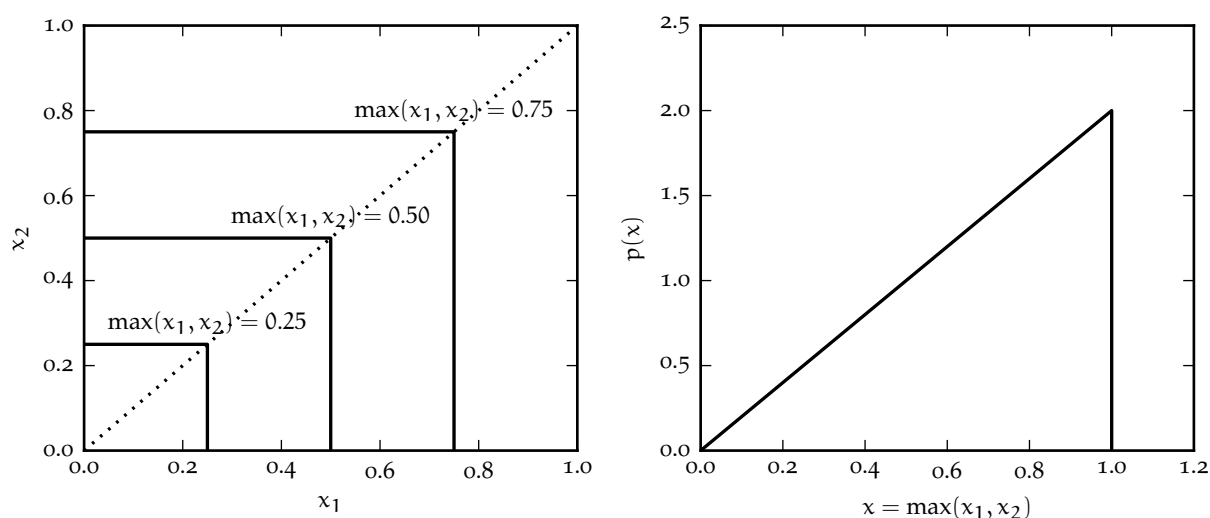 1.0
0.8
0.6
0.4
0.2
0.0
x₂
max(x₁, x₂) = 0.75
max(x₁, x₂) = 0.50
max(x₁, x₂) = 0.25
0.0 0.2 0.4 0.6 0.8 1.0
x₁
2.5
2.0
1.5
1.0
0.5
0.0
p(x)
0.0 0.2 0.4 0.6 0.8 1.0 1.2
x = max(x₁, x₂)